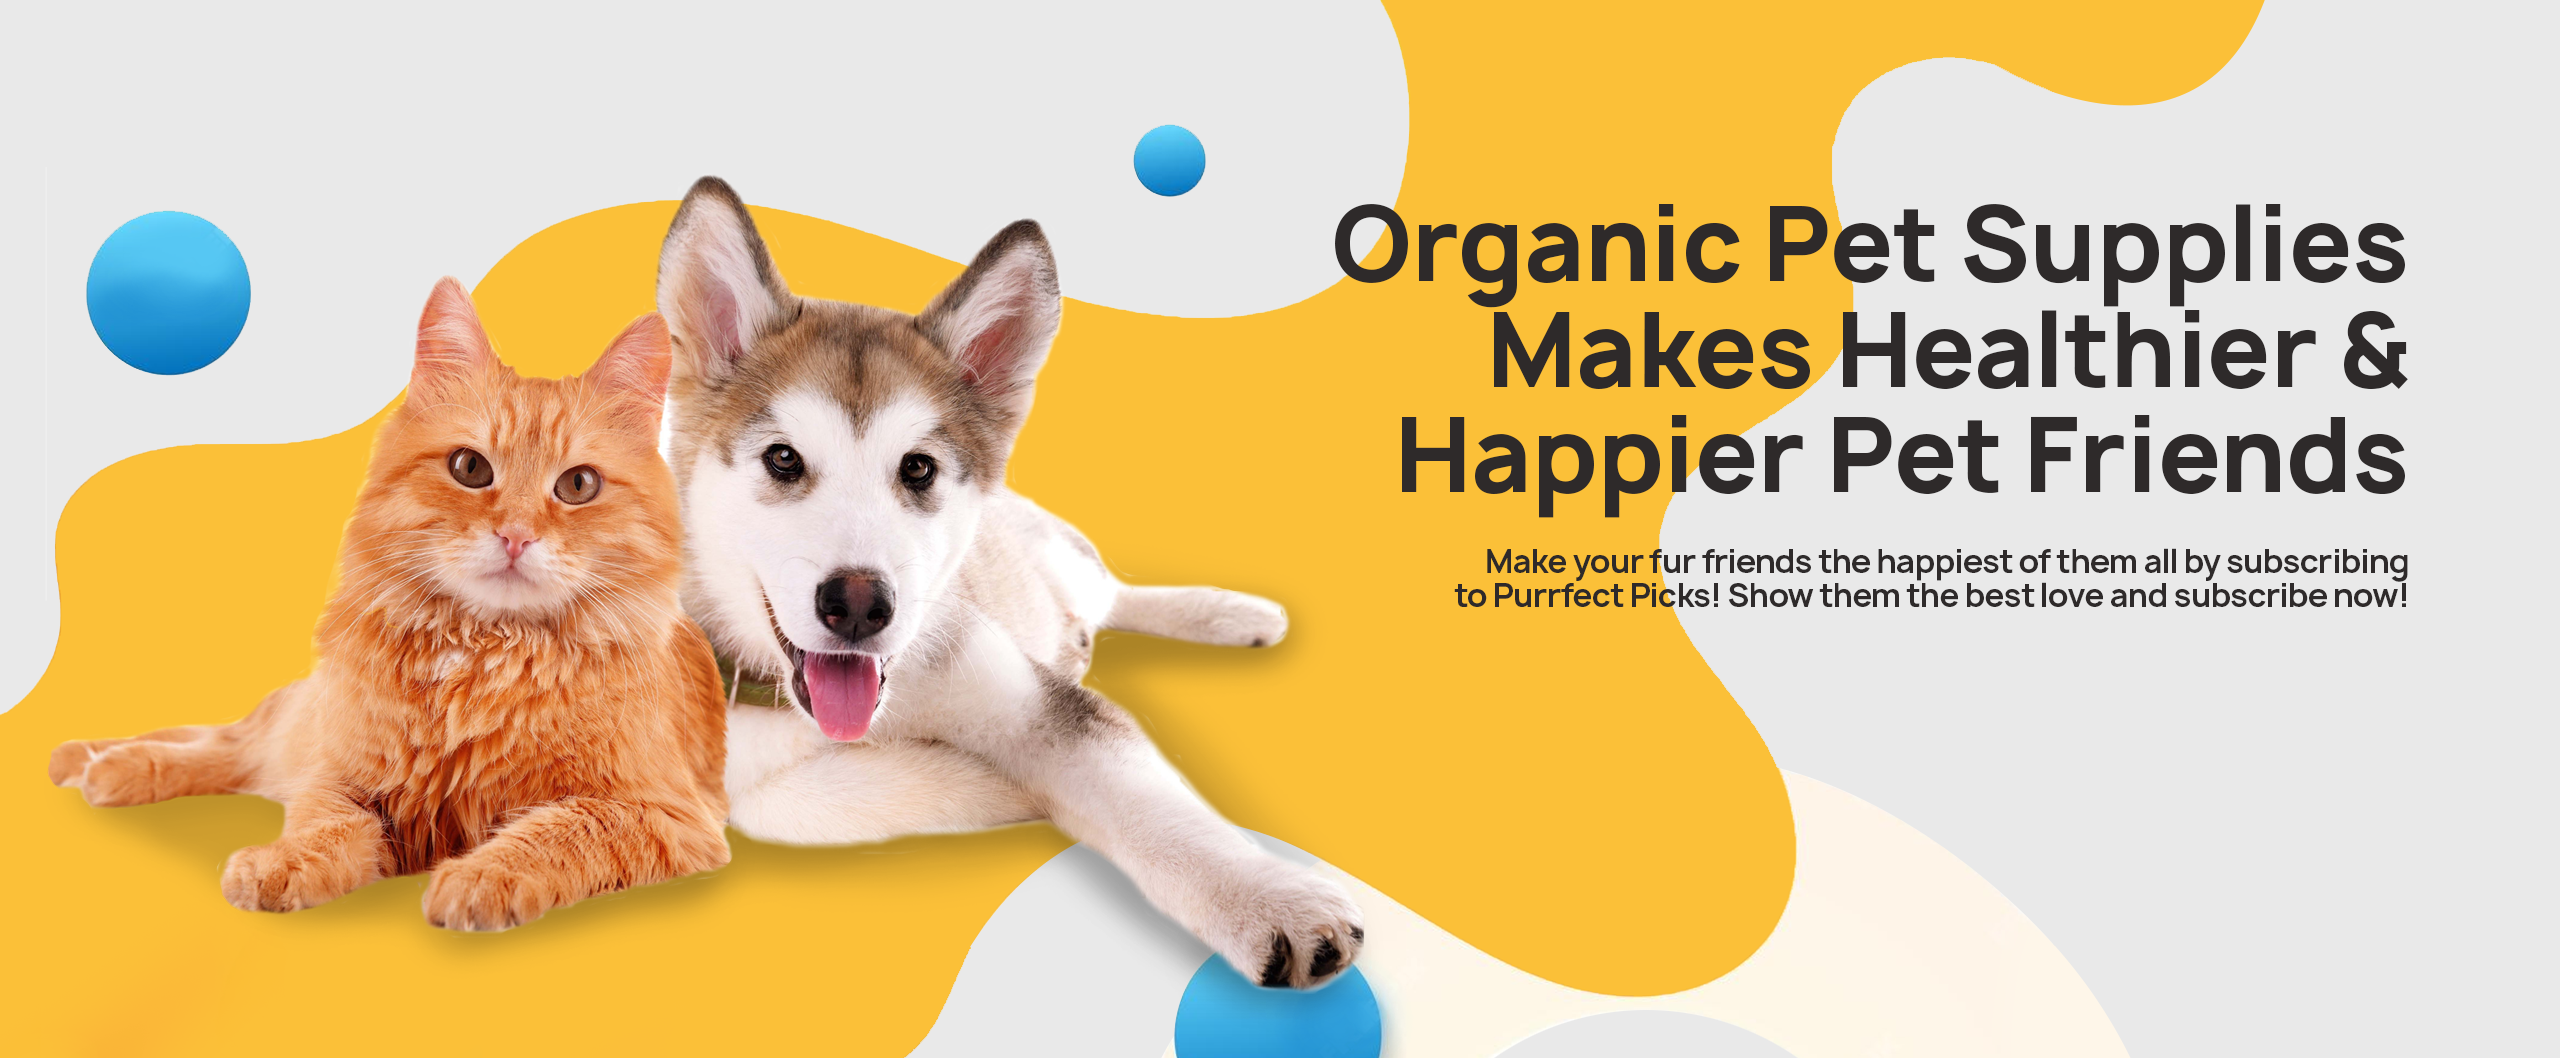 Organic Pet Supplies
Makes Healthier &
Happier Pet Friends
Make your fur friends the happiest of them all by subscribing
to Purrfect Picks! Show them the best love and subscribe now!